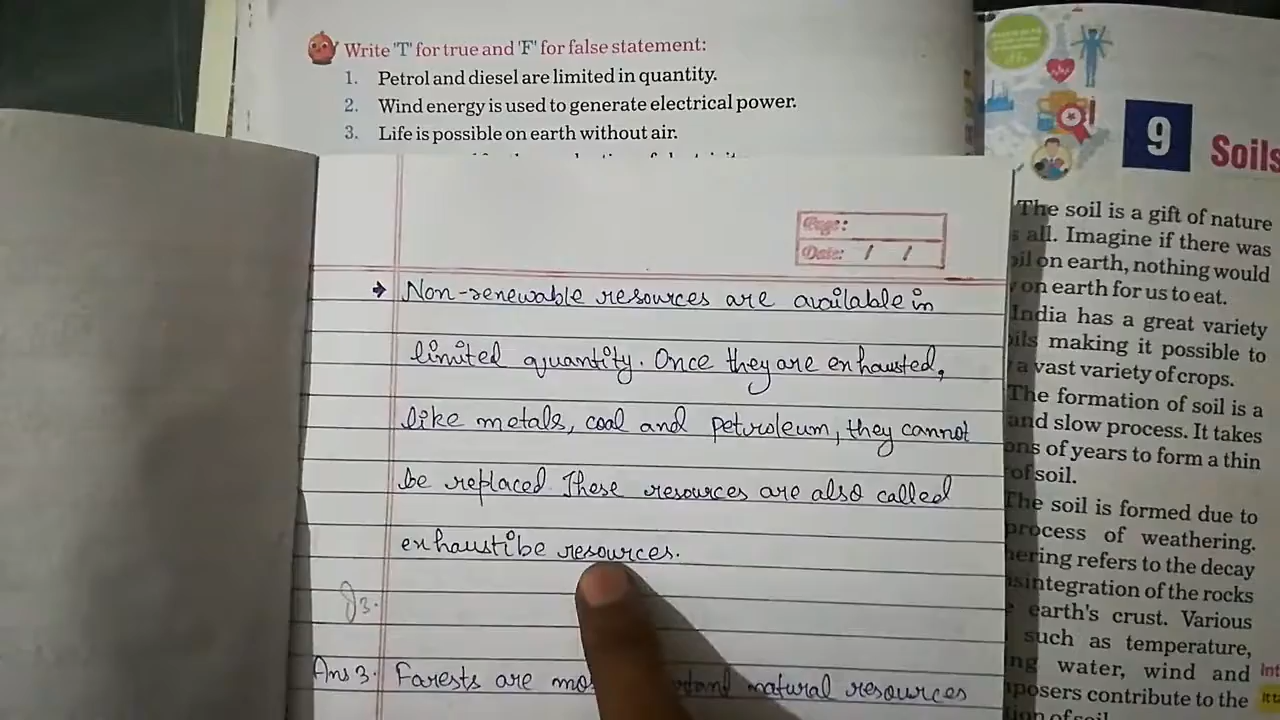 Write 'T' for true and 'F' for false statement:
1. Petrol and diesel are limited in quantity.
2. Wind energy is used to generate electrical power.
3. Life is possible on earth without air.
Page:
Date: / /
→ Non-renewable resources are available in
limited quantity. Once they are exhausted,
like metals, coal and petroleum, they cannot
be replaced. These resources are also called
exhaustibe resources.
3.
Ans 3. Farests are natural resources
9 Soils
The soil is a gift of nature
all. Imagine if there was
on earth, nothing would
on earth for us to eat.
India has a great variety
making it possible to
a vast variety of crops.
The formation of soil is a
and slow process. It takes
of years to form a thin
of soil.
The soil is formed due to
process of weathering.
refers to the decay
of the rocks
earth's crust. Various
such as temperature,
water, wind and
contribute to the
of soil